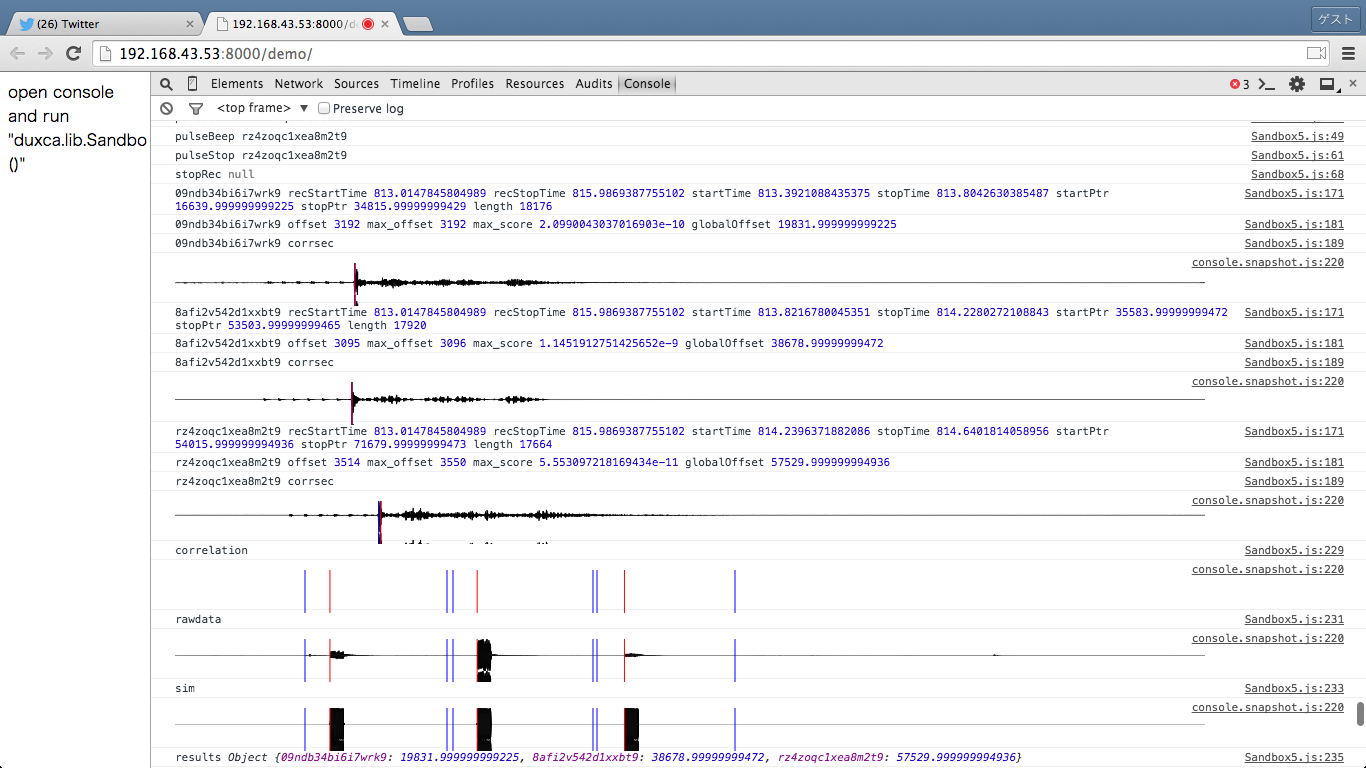 (26) Twitter
192.168.43.53:8000/d
ゲスト
192.168.43.53:8000/demo/
open console
and run
"duxca.lib.Sandbo
()"
Elements Network Sources Timeline Profiles Resources Audits Console 3
<top frame> Preserve log
pulseBeep rz4zoqc1xea8m2t9 Sandbox5.js:49
pulseStop rz4zoqc1xea8m2t9 Sandbox5.js:61
stopRec null Sandbox5.js:68
09ndb34bi6i7wrk9 recStartTime 813.0147845804989 recStopTime 815.9869387755102 startTime 813.3921088435375 stopTime 813.8042630385487 startPtr Sandbox5.js:171
16639.999999999225 stopPtr 34815.99999999429 length 18176
09ndb34bi6i7wrk9 offset 3192 max_offset 3192 max_score 2.0990043037016903e-10 globalOffset 19831.999999999225 Sandbox5.js:181
09ndb34bi6i7wrk9 corrsec Sandbox5.js:189
console.snapshot.js:220
8afi2v542d1xxbt9 recStartTime 813.0147845804989 recStopTime 815.9869387755102 startTime 813.8216780045351 stopTime 814.2280272108843 startPtr 35583.99999999472 Sandbox5.js:171
stopPtr 53503.99999999465 length 17920
8afi2v542d1xxbt9 offset 3095 max_offset 3096 max_score 1.1451912751425652e-9 globalOffset 38678.99999999472 Sandbox5.js:181
8afi2v542d1xxbt9 corrsec Sandbox5.js:189
console.snapshot.js:220
rz4zoqc1xea8m2t9 recStartTime 813.0147845804989 recStopTime 815.9869387755102 startTime 814.2396371882086 stopTime 814.6401814058956 startPtr Sandbox5.js:171
54015.999999994936 stopPtr 71679.99999999473 length 17664
rz4zoqc1xea8m2t9 offset 3514 max_offset 3550 max_score 5.553097218169434e-11 globalOffset 57529.999999994936 Sandbox5.js:181
rz4zoqc1xea8m2t9 corrsec Sandbox5.js:189
console.snapshot.js:220
correlation Sandbox5.js:229
console.snapshot.js:220
rawdata Sandbox5.js:231
console.snapshot.js:220
sim Sandbox5.js:233
console.snapshot.js:220
results Object {09ndb34bi6i7wrk9: 19831.999999999225, 8afi2v542d1xxbt9: 38678.99999999472, rz4zoqc1xea8m2t9: 57529.999999994936} Sandbox5.js:235